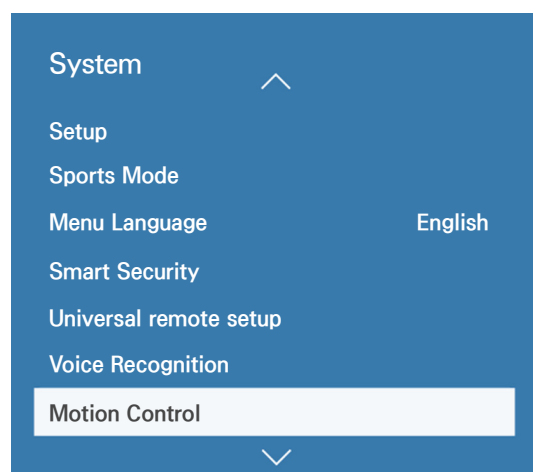 System
Setup
Sports Mode
Menu Language English
Smart Security
Universal remote setup
Voice Recognition
Motion Control